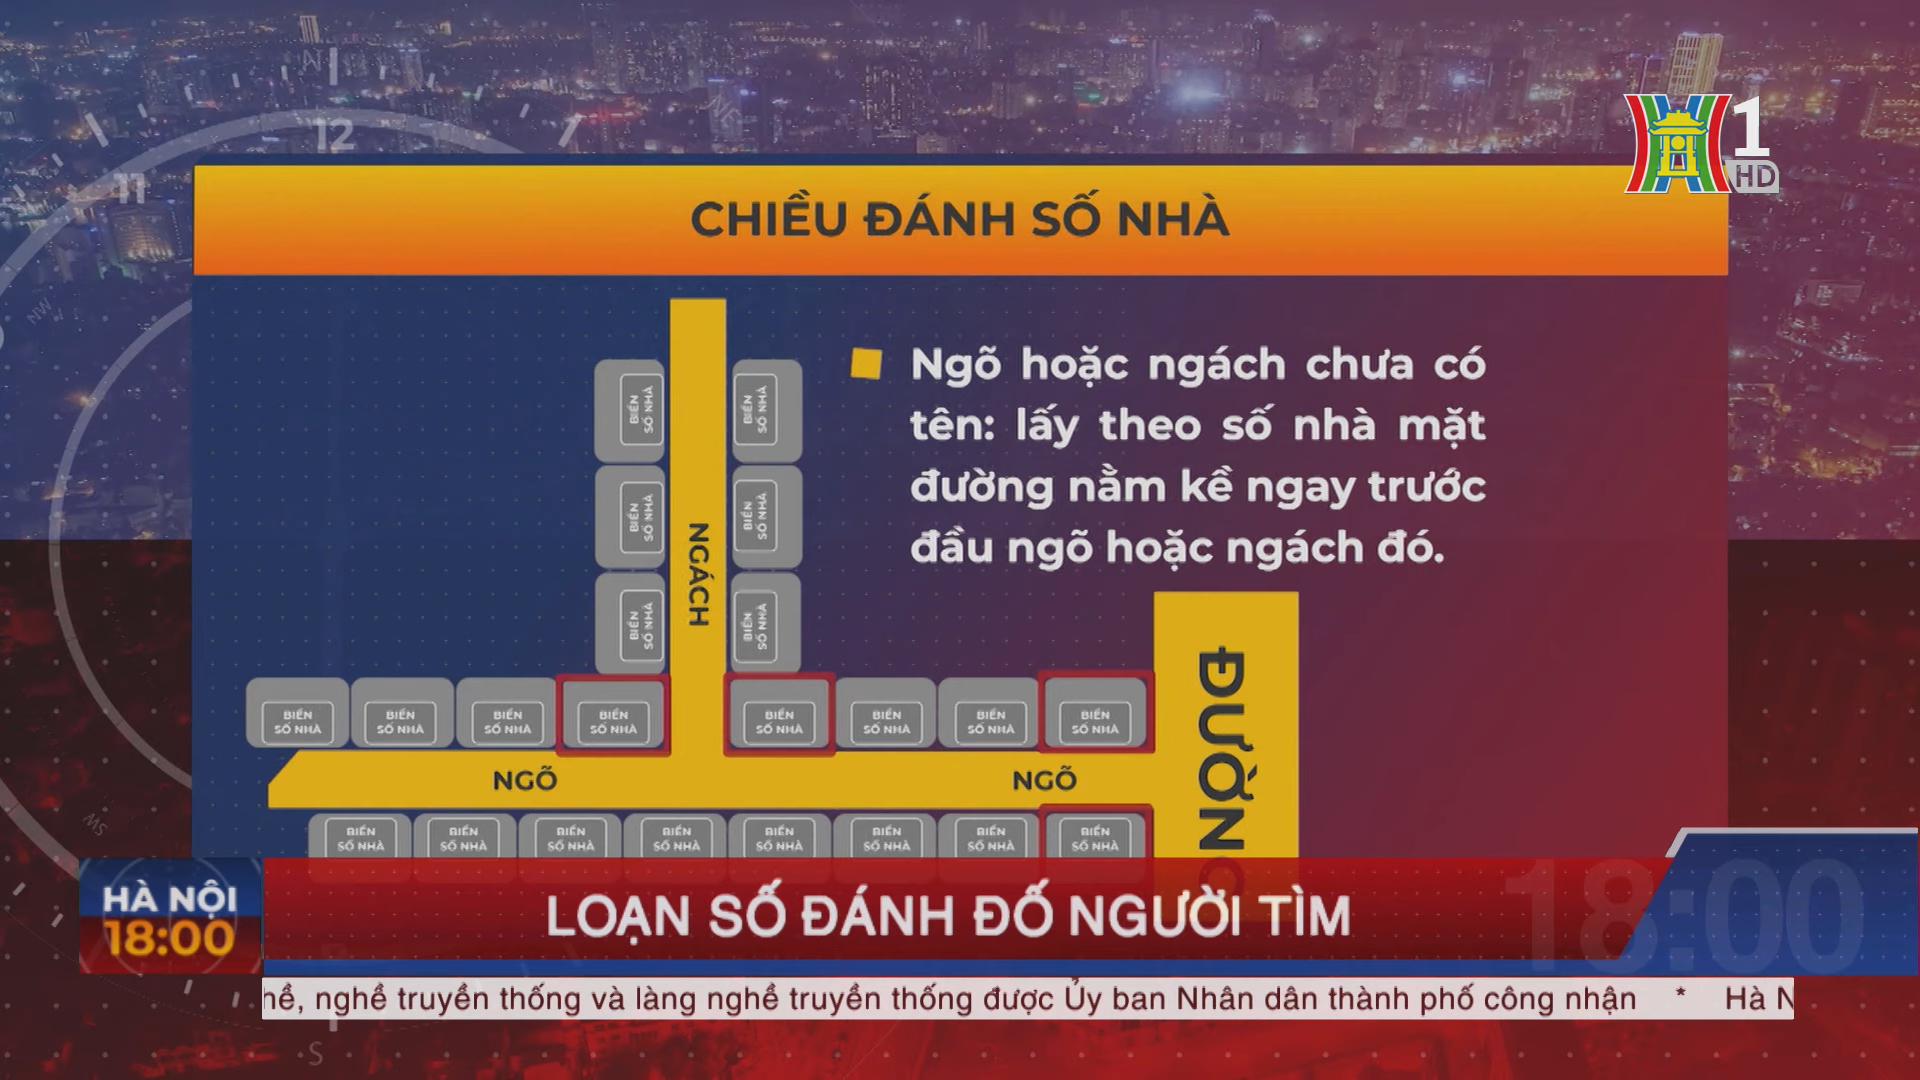 12
11
1
HD
CHIỀU ĐÁNH SỐ NHÀ
Ngõ hoặc ngách chưa có
tên: lấy theo số nhà mặt
đường nằm kề ngay trước
đầu ngõ hoặc ngách đó.
BIỂN
SỐ NHÀ
BIỂN
SỐ NHÀ
BIỂN
SỐ NHÀ
BIỂN
SỐ NHÀ
BIỂN
SỐ NHÀ
BIỂN
SỐ NHÀ
NGÁCH
BIỂN
SỐ NHÀ
BIỂN
SỐ NHÀ
BIỂN
SỐ NHÀ
BIỂN
SỐ NHÀ
BIỂN
SỐ NHÀ
BIỂN
SỐ NHÀ
BIỂN
SỐ NHÀ
BIỂN
SỐ NHÀ
NGÕ
NGÕ
ĐƯỜNG
BIỂN
SỐ NHÀ
BIỂN
SỐ NHÀ
BIỂN
SỐ NHÀ
BIỂN
SỐ NHÀ
BIỂN
SỐ NHÀ
BIỂN
SỐ NHÀ
BIỂN
SỐ NHÀ
BIỂN
SỐ NHÀ
HÀ NỘI
18:00
LOẠN SỐ ĐÁNH ĐỐ NGƯỜI TÌM
18:00
nghề truyền thống và làng nghề truyền thống được Ủy ban Nhân dân thành phố công nhận * Hà
NW
NE
SW
S